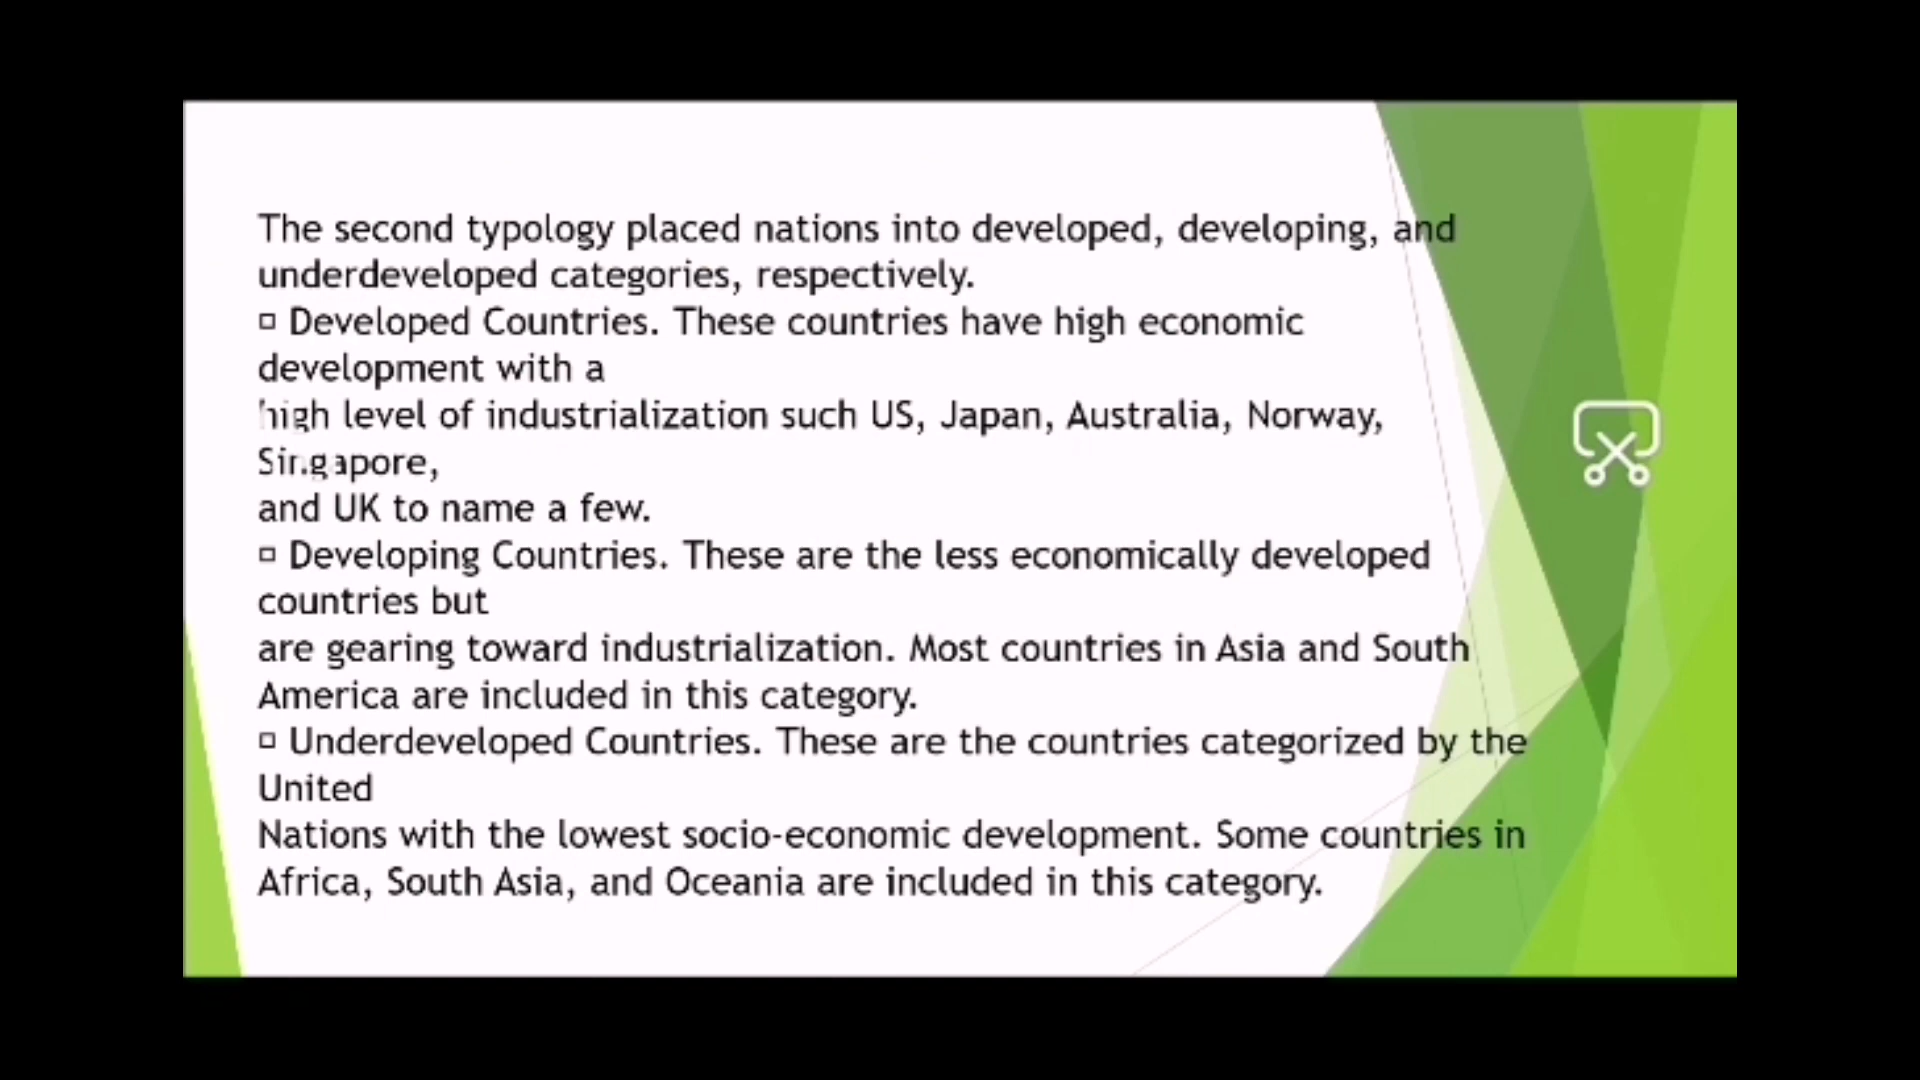 The second typology placed nations into developed, developing, and
underdeveloped categories, respectively.
▫ Developed Countries. These countries have high economic
development with a
high level of industrialization such US, Japan, Australia, Norway,
Singapore,
and UK to name a few.
▫ Developing Countries. These are the less economically developed
countries but
are gearing toward industrialization. Most countries in Asia and South
America are included in this category.
▫ Underdeveloped Countries. These are the countries categorized by the
United
Nations with the lowest socio-economic development. Some countries in
Africa, South Asia, and Oceania are included in this category.